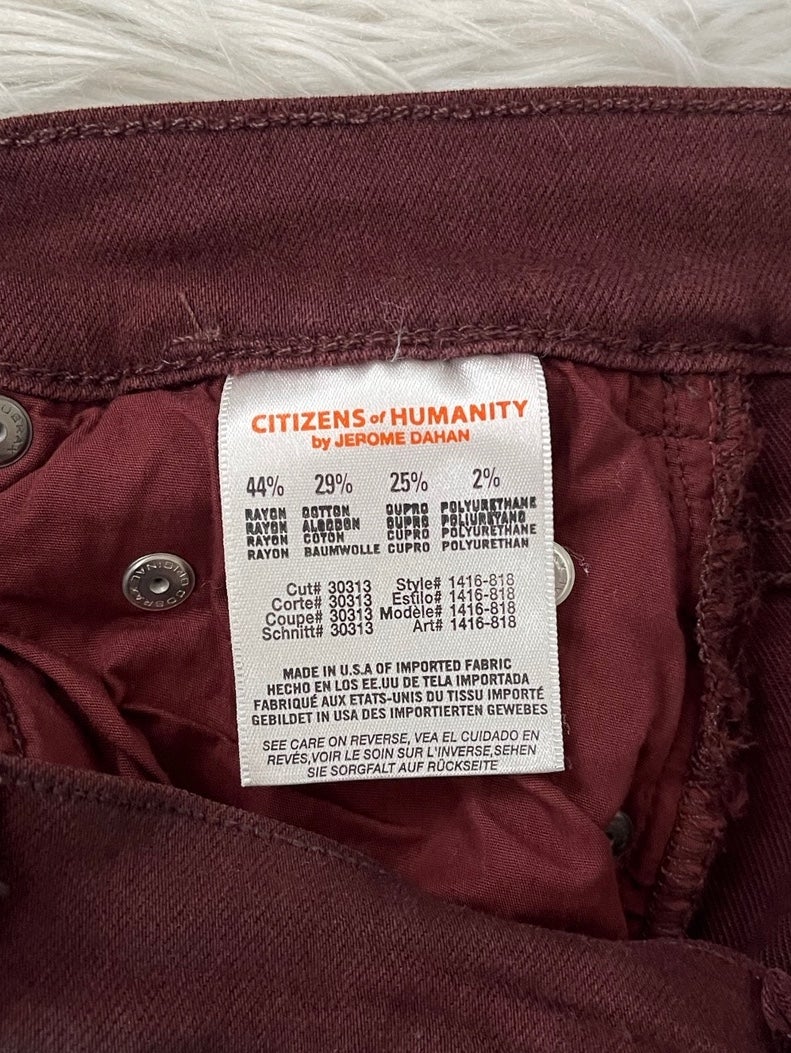 CITIZENS of HUMANITY
by JEROME DAHAN
44% 29% 25% 2%
RAYON COTTON CUPRO POLYURETHANE
RAYON ALGODON CUPRO POLIURETANO
RAYON COTON CUPRO POLYURETHANE
RAYON BAUMWOLLE CUPRO POLYURETHAN
Cut# 30313 Style# 1416-818
Corte# 30313 Estilo# 1416-818
Coupe# 30313 Modèle# 1416-818
Schnitt# 30313 Art# 1416-818
MADE IN U.S.A OF IMPORTED FABRIC
HECHO EN LOS EE.UU DE TELA IMPORTADA
FABRIQUÉ AUX ETATS-UNIS DU TISSU IMPORTÉ
GEBILDET IN USA DES IMPORTIERTEN GEWEBES
SEE CARE ON REVERSE, VEA EL CUIDADO EN
REVÉS,VOIR LE SOIN SUR L'INVERSE,SEHEN
SIE SORGFALT AUF RÜCKSEITE
COBRAX ORIGINAL